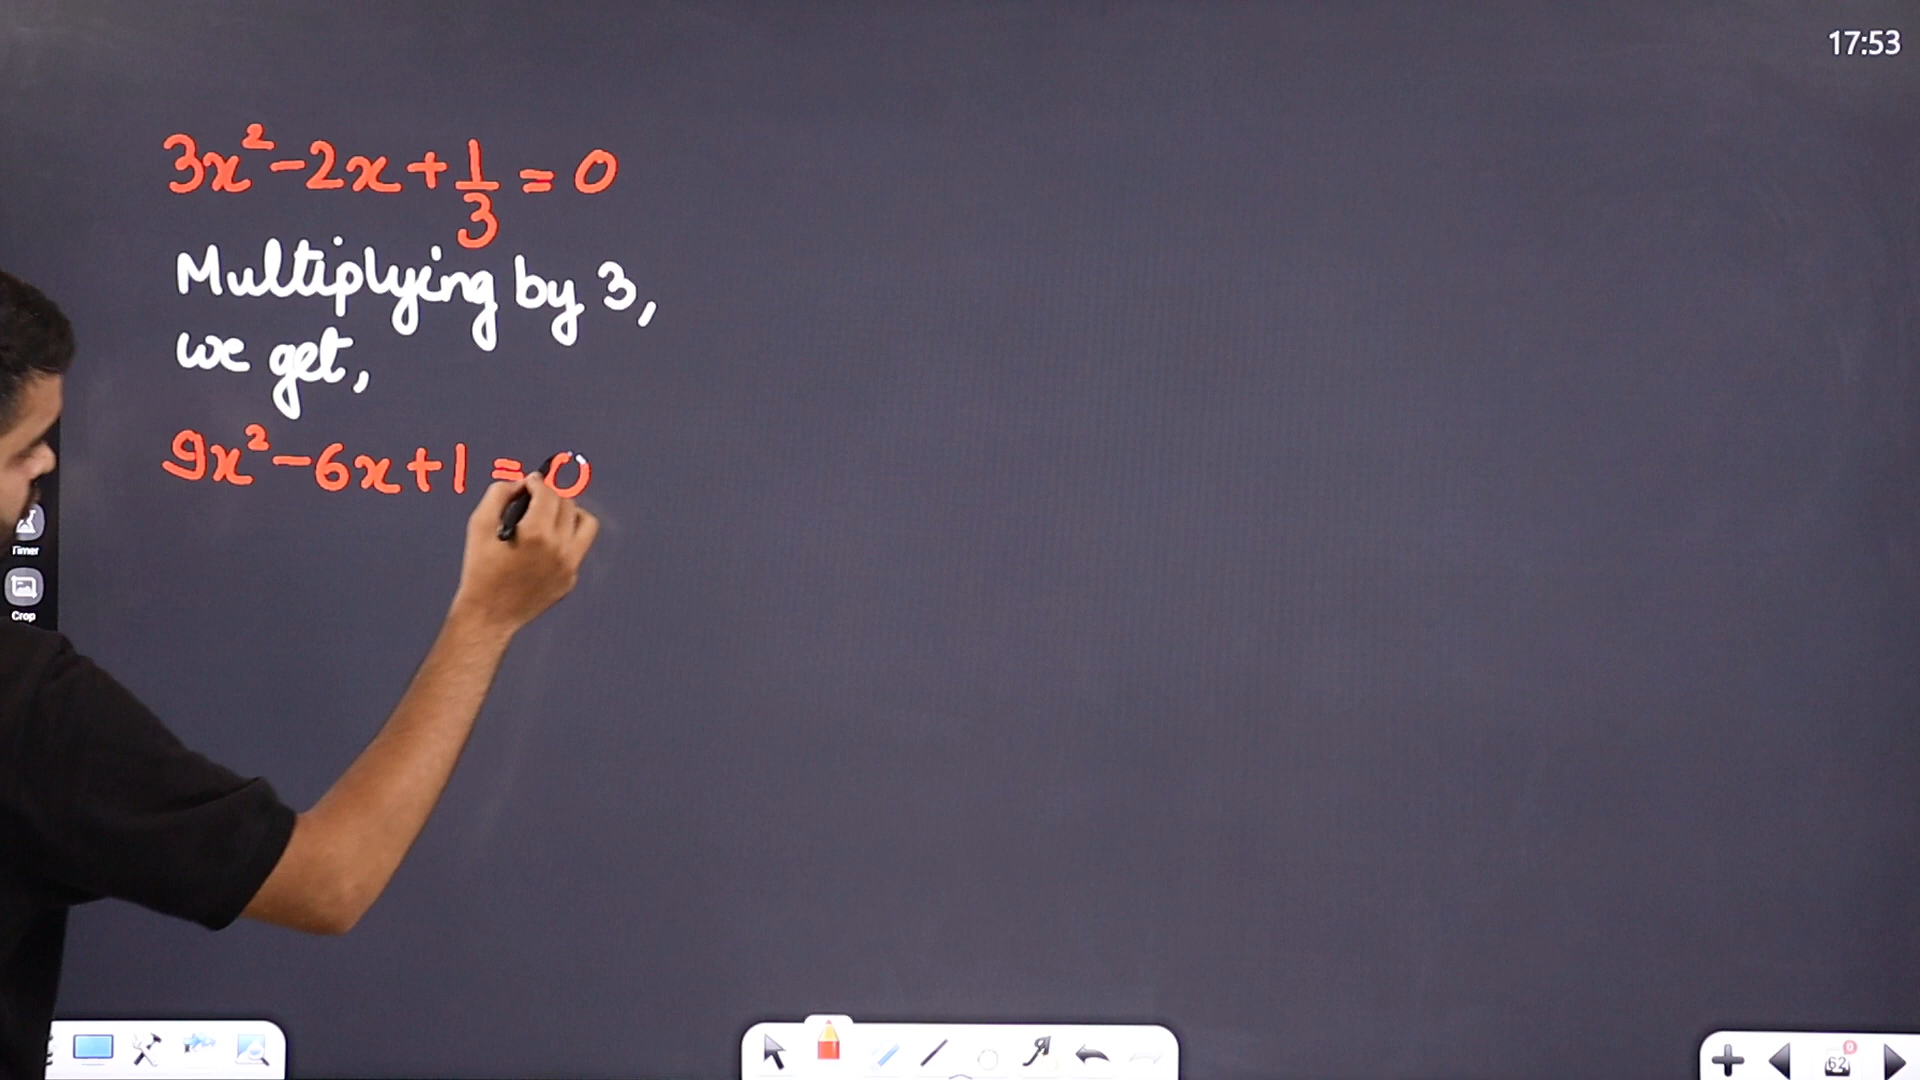 17:53
3x² - 2x + 1/3 = 0
Multiplying by 3,
we get,
9x² - 6x + 1 = 0
Timer
Crop
62
0